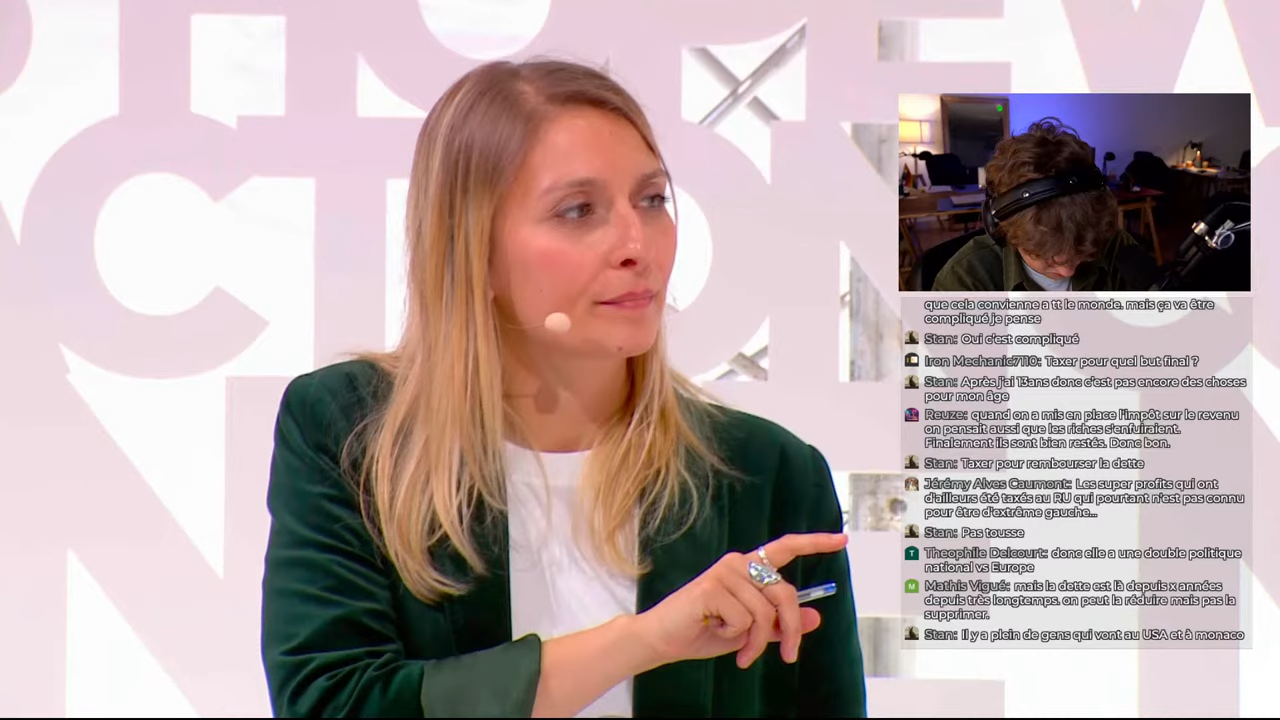 CTION
que cela convienne a tt le monde. mais ça va être
compliqué je pense
Stan: Oui c'est compliqué
Iron Mechanic7110: Taxer pour quel but final ?
Stan: Après j'ai 13ans donc c'est pas encore des choses
pour mon âge
Reuze: quand on a mis en place l'impôt sur le revenu
on pensait aussi que les riches s'enfuiraient.
Finalement ils sont bien restés. Donc bon.
Stan: Taxer pour rembourser la dette
Jérémy Alves Caumont: Les super profits qui ont
d'ailleurs été taxés au RU qui pourtant n'est pas connu
pour être d'extrême gauche...
Stan: Pas tousse
T Theophile Delcourt: donc elle a une double politique
national vs Europe
M Mathis Vigué: mais la dette est là depuis x années
depuis très longtemps. on peut la réduire mais pas la
supprimer.
Stan: Il y a plein de gens qui vont au USA et à monaco